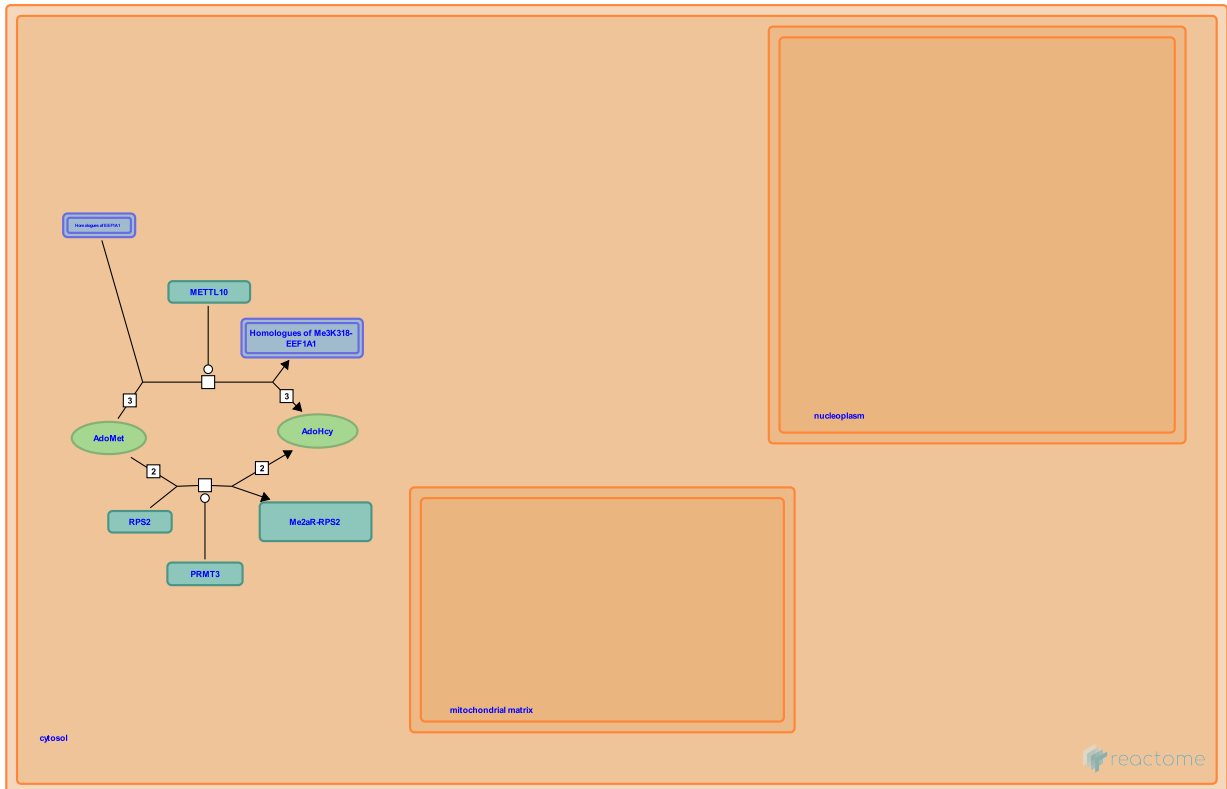 Homologues of EEF1A1
METTL10
Homologues of Me3K318-
EEF1A1
3
3
AdoMet
AdoHcy
2
2
RPS2
Me2aR-RPS2
PRMT3
nucleoplasm
mitochondrial matrix
cytosol
reactome